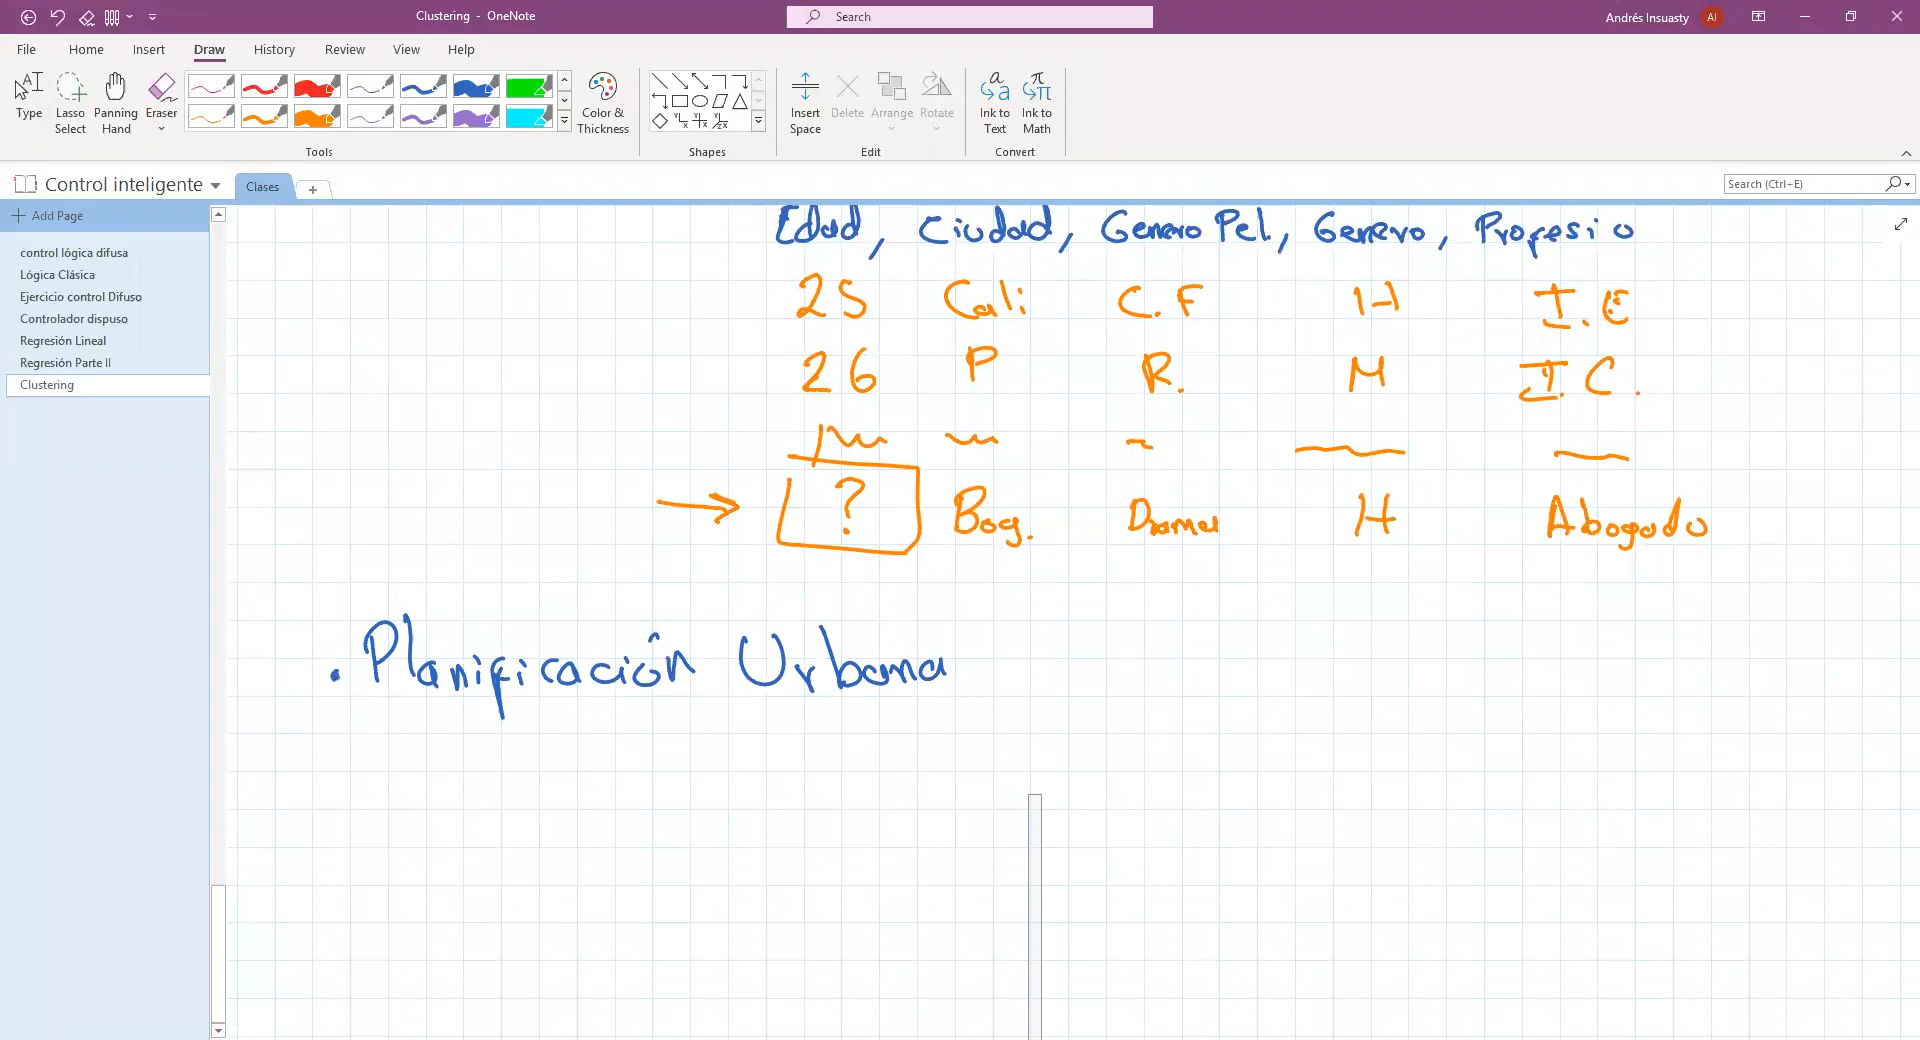 Clustering - OneNote
Search
Andrés Insuasty
AI
File Home Insert Draw History Review View Help
Type
Lasso Select
Panning Hand
Eraser
Color & Thickness
Insert Space
Delete
Arrange
Rotate
Ink to Text
Ink to Math
Tools
Shapes
Edit
Convert
Control inteligente
Clases
Search (Ctrl+E)
Add Page
control lógica difusa
Lógica Clásica
Ejercicio control Difuso
Controlador dispuso
Regresión Lineal
Regresión Parte II
Clustering
Edad, Ciudad, Genero Pel., Genero, Profesio
25 Cali C.F H I.E
26 P R. M I.C.
? Bog. Drama H Abogado
. Planificación Urbana